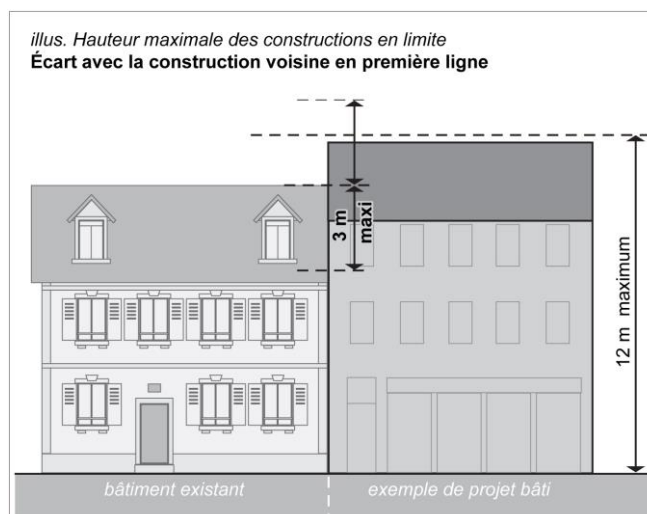 illus. Hauteur maximale des constructions en limite
Écart avec la construction voisine en première ligne
3 m
maxi
12 m maximum
bâtiment existant
exemple de projet bâti